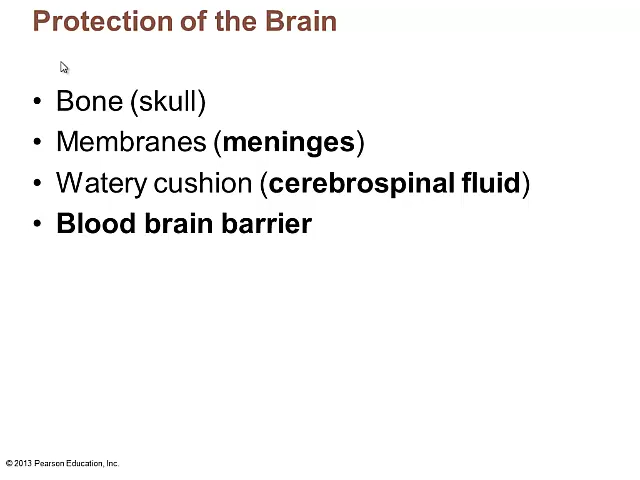 Protection of the Brain
• Bone (skull)
• Membranes (meninges)
• Watery cushion (cerebrospinal fluid)
• Blood brain barrier
© 2013 Pearson Education, Inc.